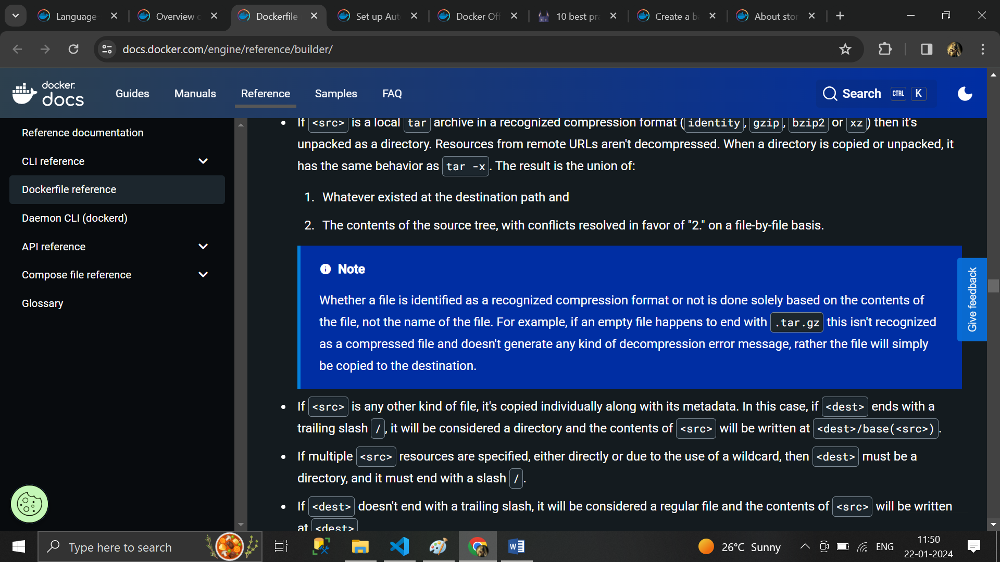 Language-
Overview c
Dockerfile
Set up Aut
Docker Off
10 best pra
Create a ba
About stor
docs.docker.com/engine/reference/builder/
docker
docs
Guides
Manuals
Reference
Samples
FAQ
Search
CTRL
K
Reference documentation
CLI reference
Dockerfile reference
Daemon CLI (dockerd)
API reference
Compose file reference
Glossary
If <src> is a local tar archive in a recognized compression format (identity, gzip, bzip2 or xz) then it's
unpacked as a directory. Resources from remote URLs aren't decompressed. When a directory is copied or unpacked, it
has the same behavior as tar -x. The result is the union of:
1. Whatever existed at the destination path and
2. The contents of the source tree, with conflicts resolved in favor of "2." on a file-by-file basis.
Note
Whether a file is identified as a recognized compression format or not is done solely based on the contents of
the file, not the name of the file. For example, if an empty file happens to end with .tar.gz this isn't recognized
as a compressed file and doesn't generate any kind of decompression error message, rather the file will simply
be copied to the destination.
If <src> is any other kind of file, it's copied individually along with its metadata. In this case, if <dest> ends with a
trailing slash /, it will be considered a directory and the contents of <src> will be written at <dest>/base(<src>).
If multiple <src> resources are specified, either directly or due to the use of a wildcard, then <dest> must be a
directory, and it must end with a slash /.
If <dest> doesn't end with a trailing slash, it will be considered a regular file and the contents of <src> will be written
at <dest>
Give feedback
Type here to search
26°C Sunny
ENG
11:50
22-01-2024